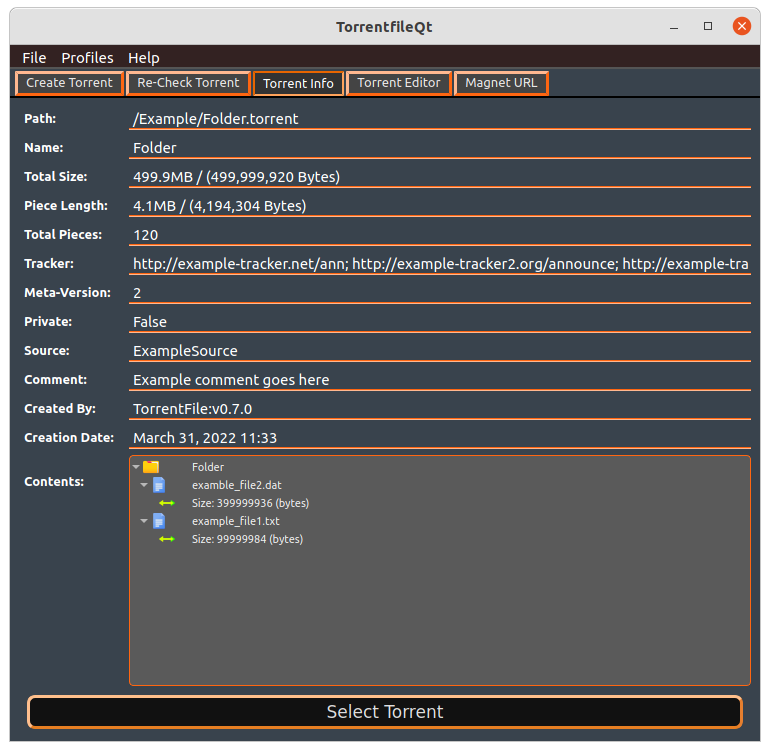 TorrentfileQt
File Profiles Help
Create Torrent Re-Check Torrent Torrent Info Torrent Editor Magnet URL
Path: /Example/Folder.torrent
Name: Folder
Total Size: 499.9MB / (499,999,920 Bytes)
Piece Length: 4.1MB / (4,194,304 Bytes)
Total Pieces: 120
Tracker: http://example-tracker.net/ann; http://example-tracker2.org/announce; http://example-tra
Meta-Version: 2
Private: False
Source: ExampleSource
Comment: Example comment goes here
Created By: TorrentFile:v0.7.0
Creation Date: March 31, 2022 11:33
Contents:
Folder
examble_file2.dat
Size: 399999936 (bytes)
example_file1.txt
Size: 99999984 (bytes)
Select Torrent